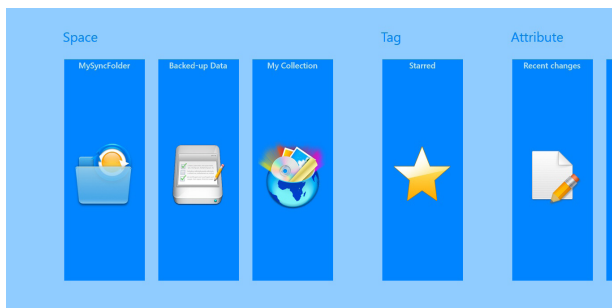 Space
Tag
Attribute
MySyncFolder
Backed-up Data
My Collection
Starred
Recent changes